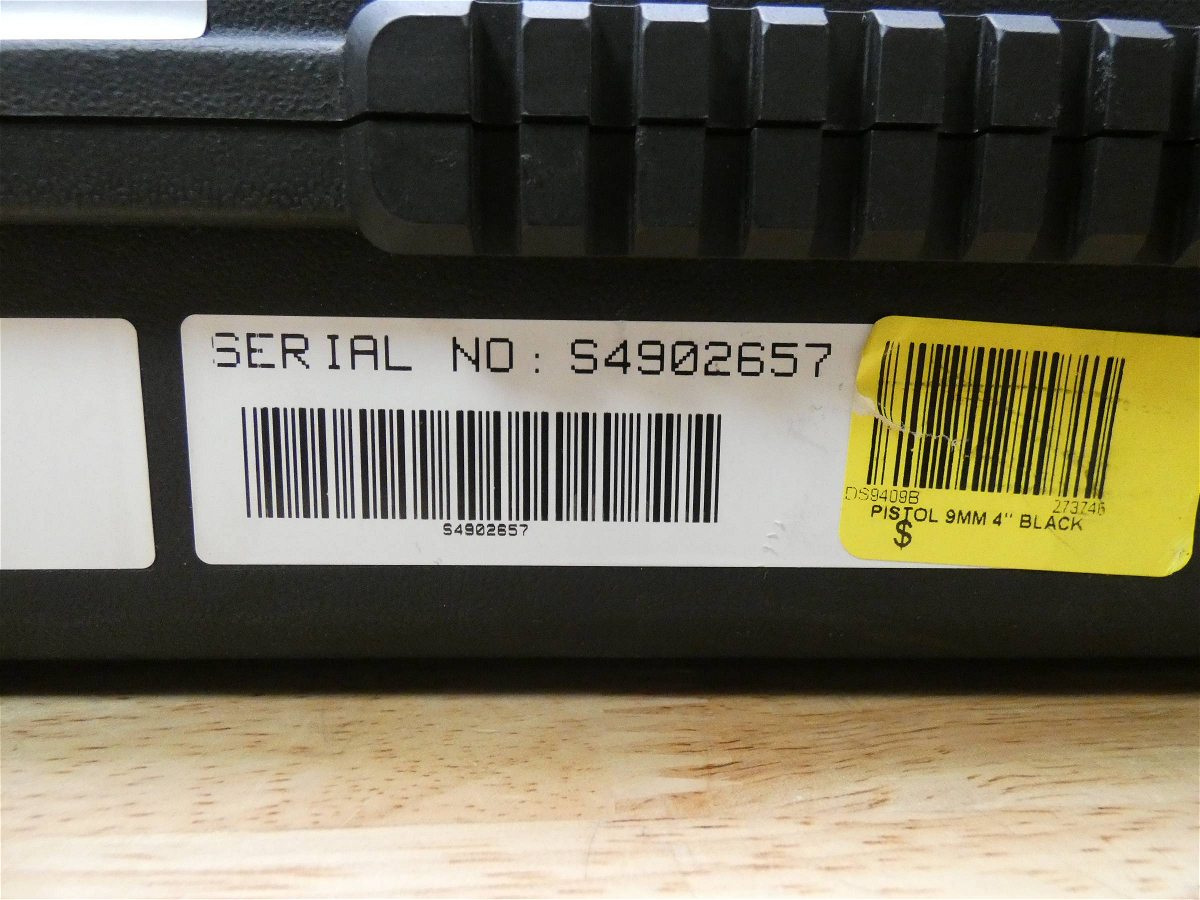 SERIAL NO: S4902657
S4902657
DS9409B 273746
PISTOL 9MM 4" BLACK
$